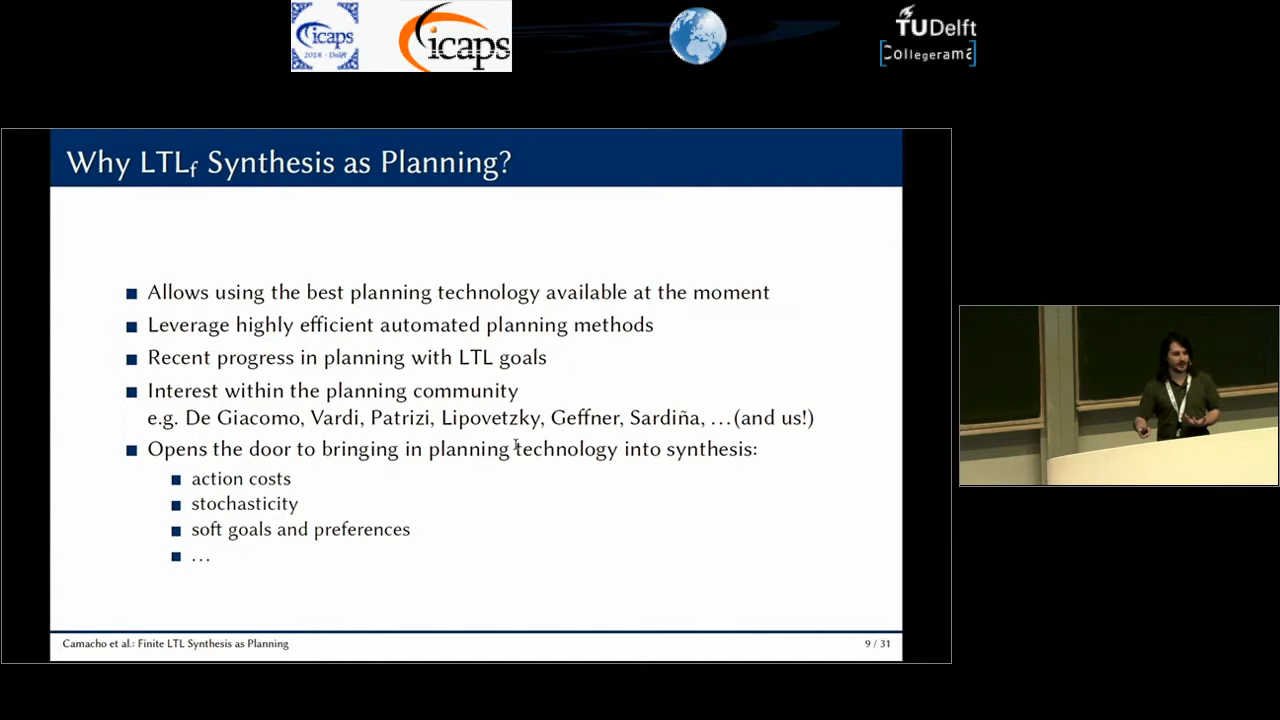 icaps
2018 - Delft
icaps
TUDelft
Collegerama
Why LTLf Synthesis as Planning?
■ Allows using the best planning technology available at the moment
■ Leverage highly efficient automated planning methods
■ Recent progress in planning with LTL goals
■ Interest within the planning community
e.g. De Giacomo, Vardi, Patrizi, Lipovetzky, Geffner, Sardiña, …(and us!)
■ Opens the door to bringing in planning technology into synthesis:
■ action costs
■ stochasticity
■ soft goals and preferences
■ …
Camacho et al.: Finite LTL Synthesis as Planning
9 / 31